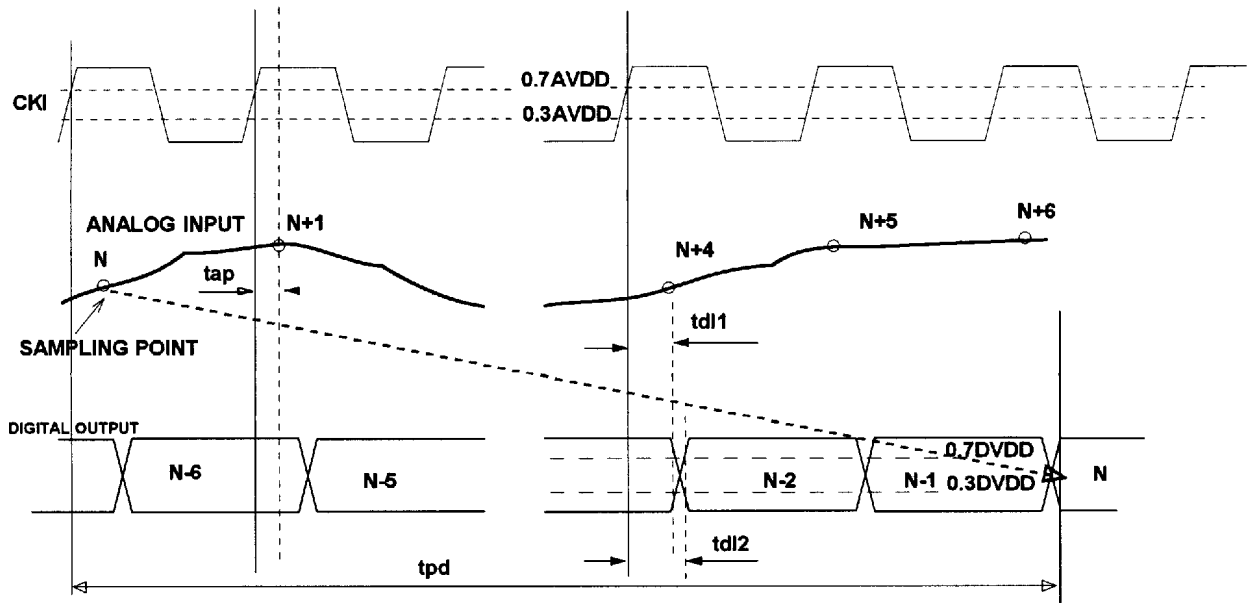 0.7AVDD
CKI
0.3AVDD
ANALOG INPUT
N+1
N+5
N+6
N
N+4
tap
tdl1
SAMPLING POINT
DIGITAL OUTPUT
0.7DVDD
N-6
N-5
N-2
N-1
0.3DVDD
N
tdl2
tpd